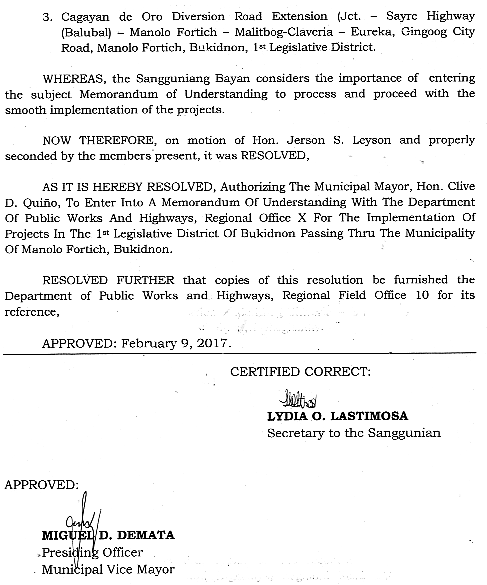 3. Cagayan de Oro Diversion Road Extension (Jct. – Sayre Highway
(Balubal) – Manolo Fortich – Malitbog-Claveria – Eureka, Gingoog City
Road, Manolo Fortich, Bukidnon, 1st Legislative District.
WHEREAS, the Sangguniang Bayan considers the importance of entering
the subject Memorandum of Understanding to process and proceed with the
smooth implementation of the projects.
NOW THEREFORE, on motion of Hon. Jerson S. Leyson and properly
seconded by the members present, it was RESOLVED,
AS IT IS HEREBY RESOLVED, Authorizing The Municipal Mayor, Hon. Clive
D. Quiño, To Enter Into A Memorandum Of Understanding With The Department
Of Public Works And Highways, Regional Office X For The Implementation Of
Projects In The 1st Legislative District Of Bukidnon Passing Thru The Municipality
Of Manolo Fortich, Bukidnon.
RESOLVED FURTHER that copies of this resolution be furnished the
Department of Public Works and Highways, Regional Field Office 10 for its
reference,
APPROVED: February 9, 2017.
CERTIFIED CORRECT:
LYDIA O. LASTIMOSA
Secretary to the Sanggunian
APPROVED:
MIGUEL D. DEMATA
Presiding Officer
Municipal Vice Mayor